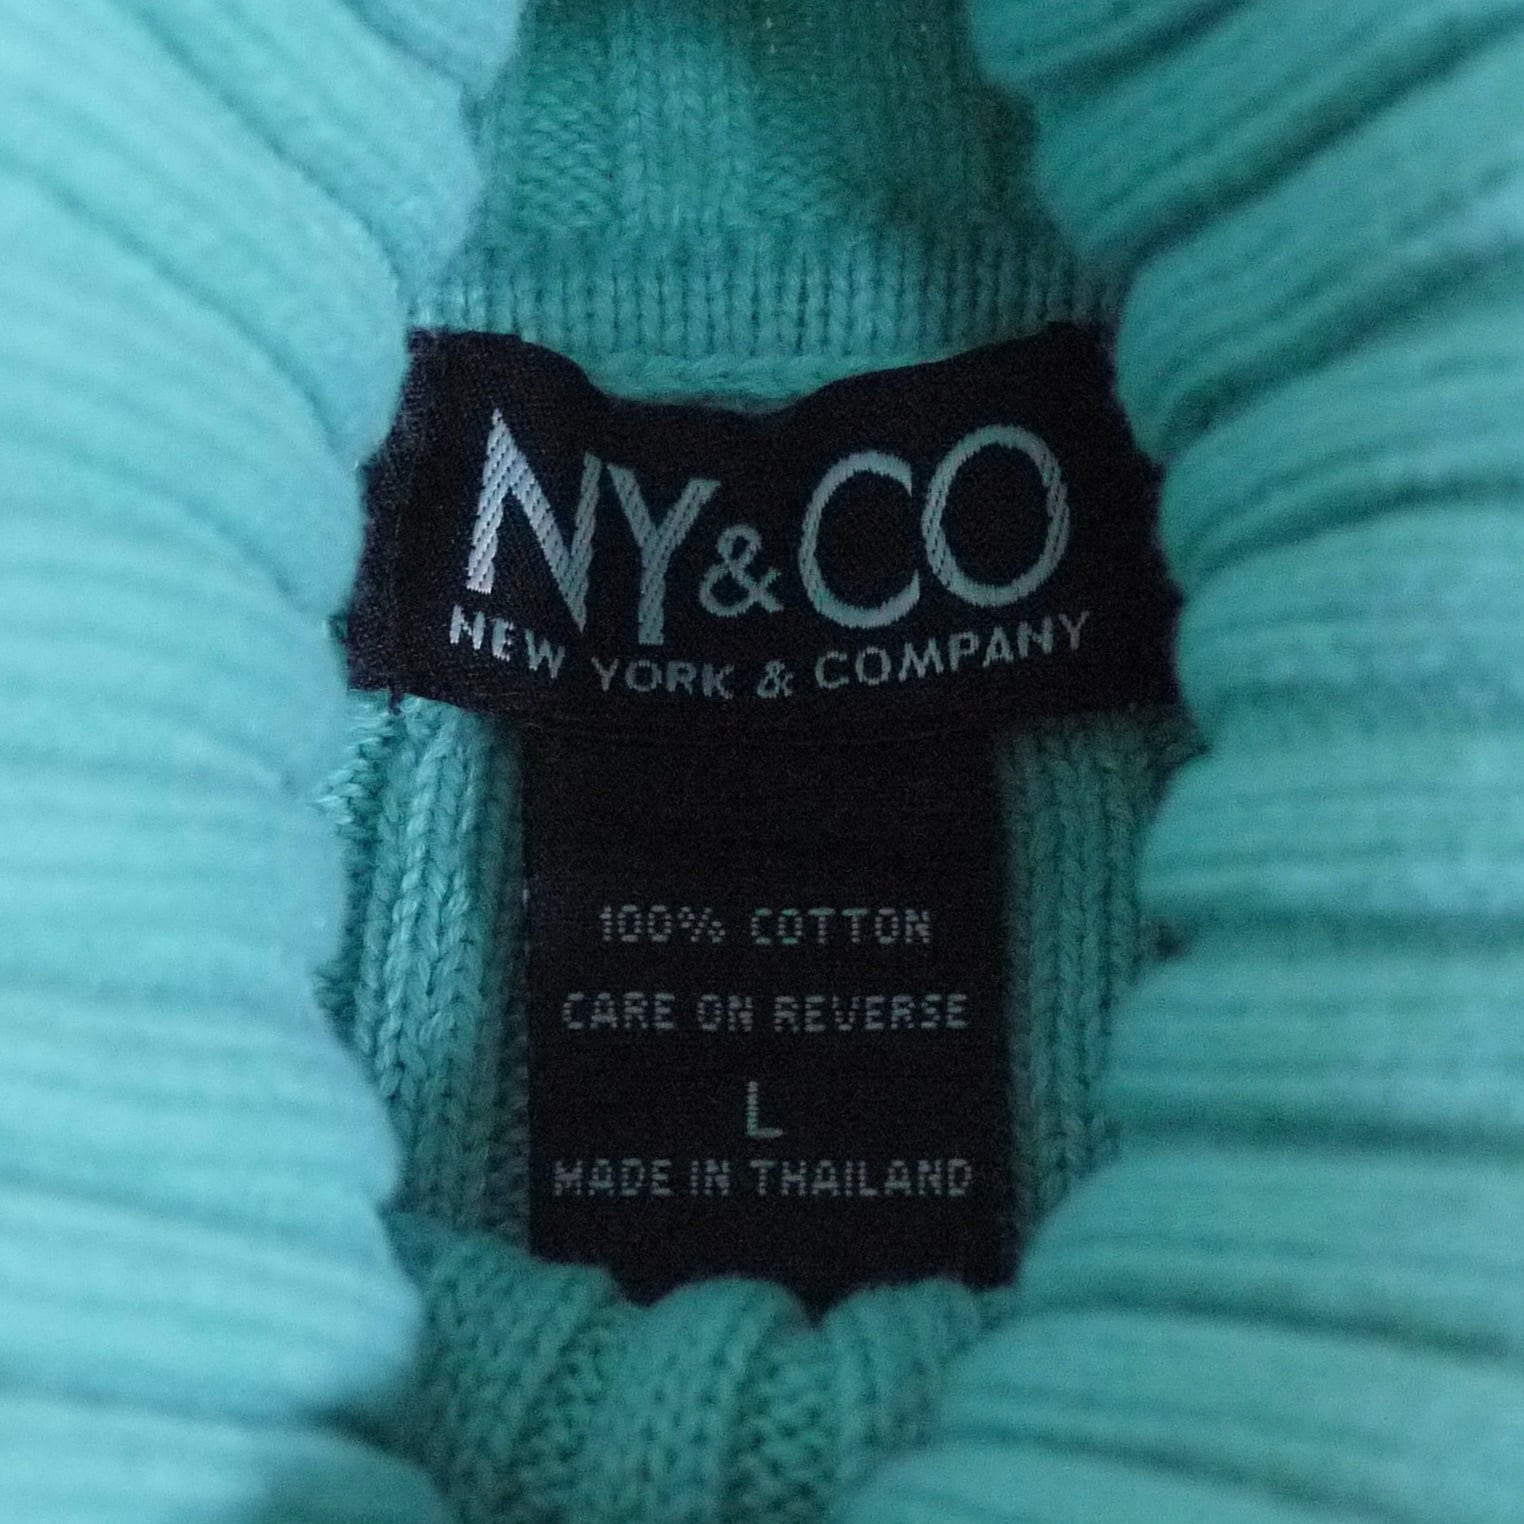 NY&CO
NEW YORK & COMPANY
100% COTTON
CARE ON REVERSE
L
MADE IN THAILAND